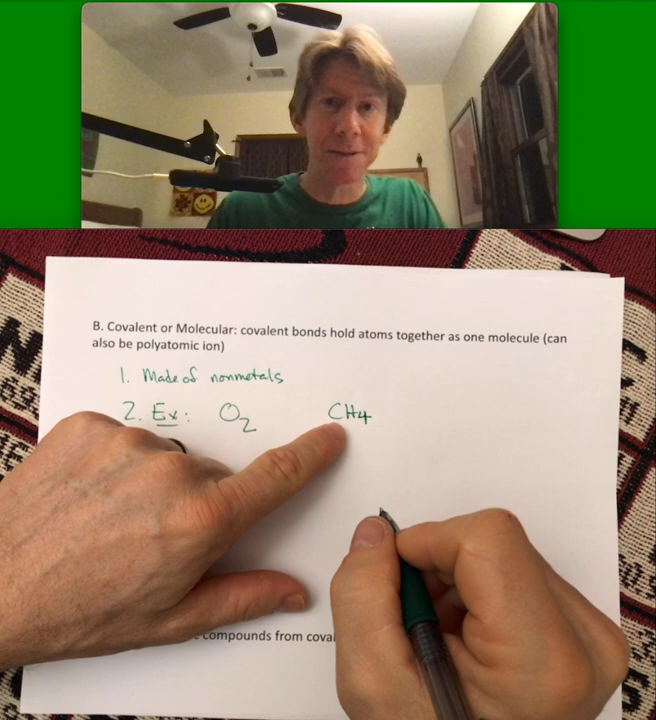 B. Covalent or Molecular: covalent bonds hold atoms together as one molecule (can
also be polyatomic ion)
1. Made of nonmetals
2. Ex: O2 CH4
compounds from